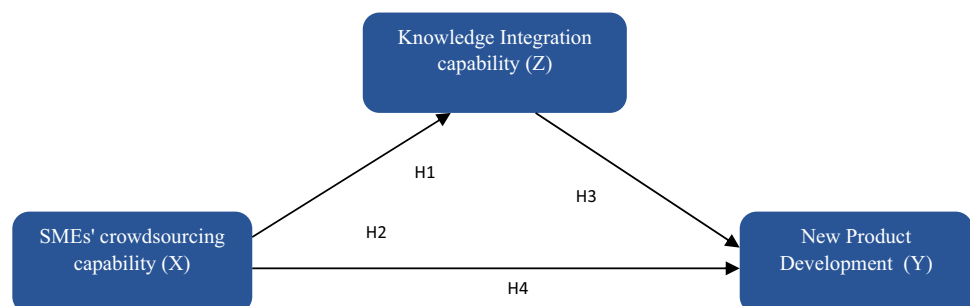 Knowledge Integration
capability (Z)
H1
H3
SMEs' crowdsourcing
capability (X)
H2
New Product
Development (Y)
H4